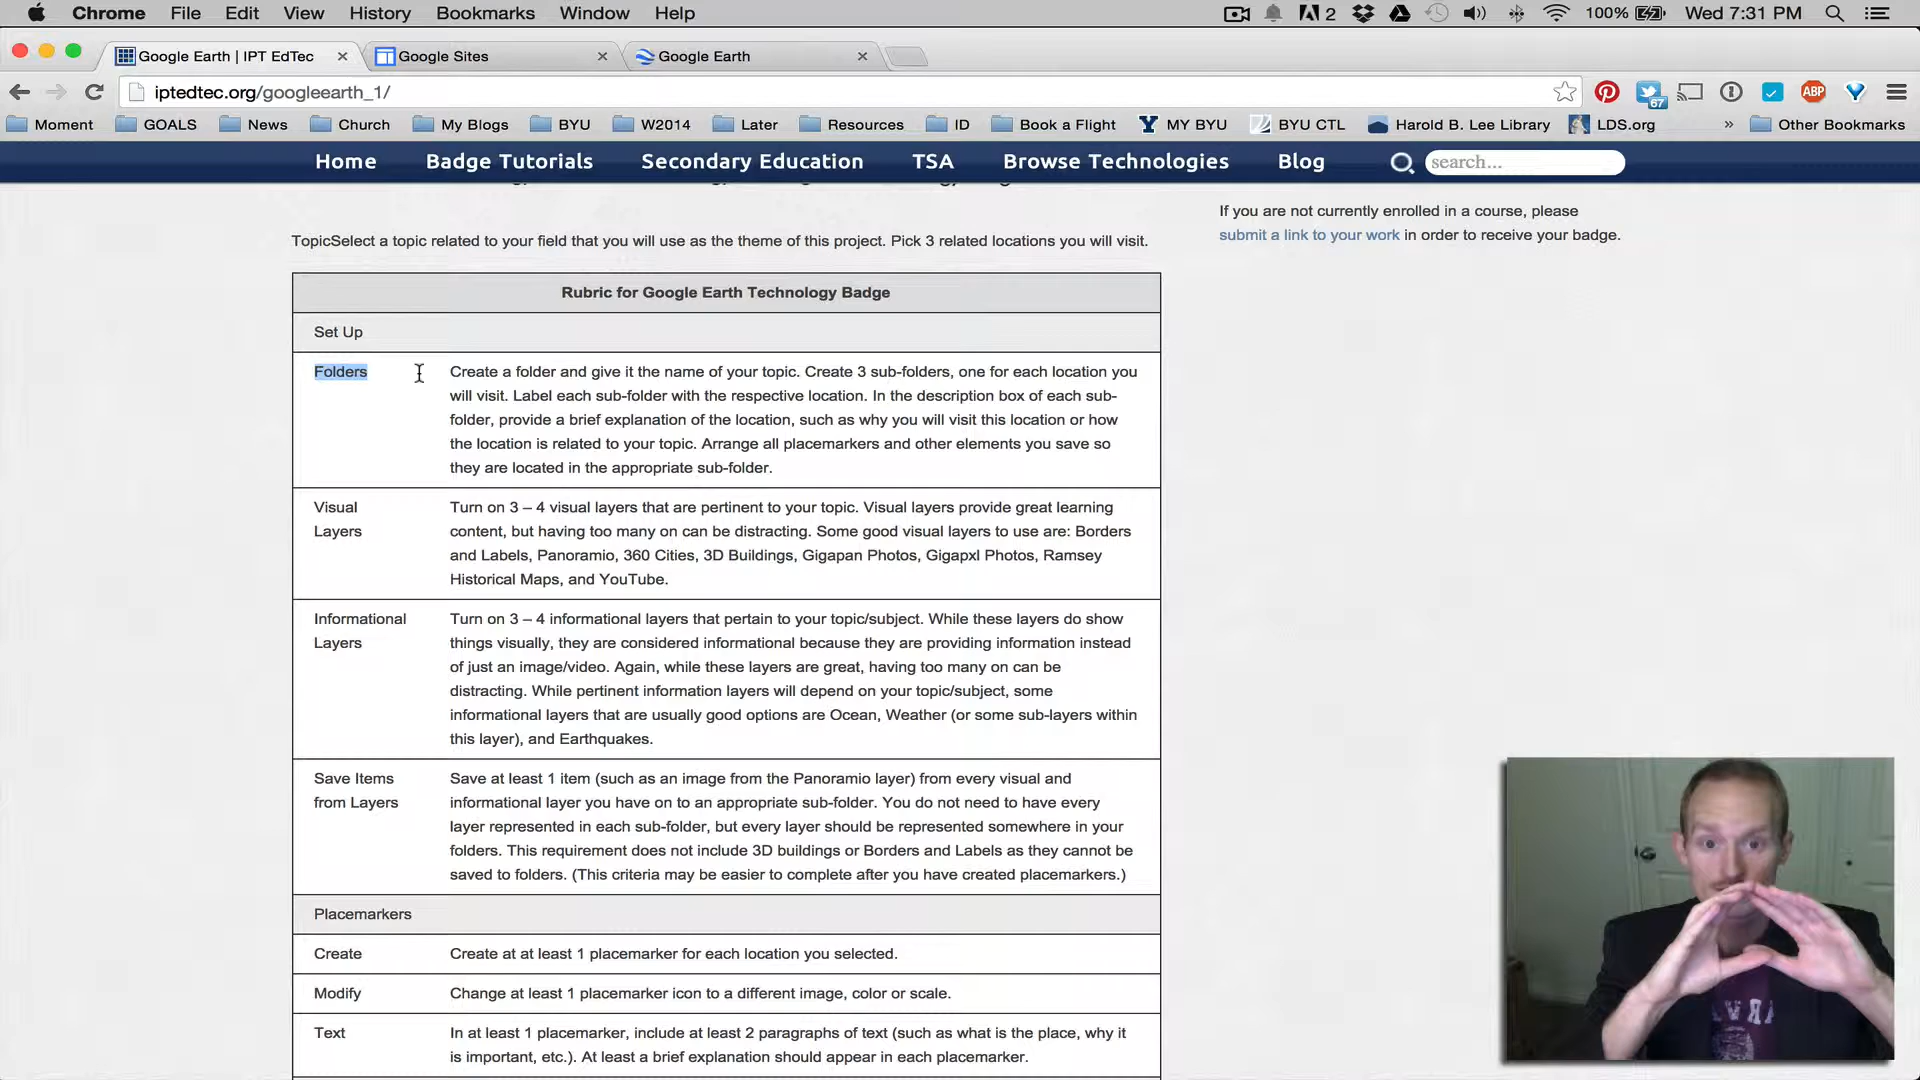 Chrome File Edit View History Bookmarks Window Help 2 100% Wed 7:31 PM
Google Earth | IPT EdTec Google Sites Google Earth
iptedtec.org/googleearth_1/ 67 ABP
Moment GOALS News Church My Blogs BYU W2014 Later Resources ID Book a Flight MY BYU BYU CTL Harold B. Lee Library LDS.org » Other Bookmarks
Home Badge Tutorials Secondary Education TSA Browse Technologies Blog search...
If you are not currently enrolled in a course, please
submit a link to your work in order to receive your badge.
TopicSelect a topic related to your field that you will use as the theme of this project. Pick 3 related locations you will visit.
Rubric for Google Earth Technology Badge
Set Up
Folders Create a folder and give it the name of your topic. Create 3 sub-folders, one for each location you
will visit. Label each sub-folder with the respective location. In the description box of each sub-
folder, provide a brief explanation of the location, such as why you will visit this location or how
the location is related to your topic. Arrange all placemarkers and other elements you save so
they are located in the appropriate sub-folder.
Visual Turn on 3 – 4 visual layers that are pertinent to your topic. Visual layers provide great learning
Layers content, but having too many on can be distracting. Some good visual layers to use are: Borders
and Labels, Panoramio, 360 Cities, 3D Buildings, Gigapan Photos, Gigapxl Photos, Ramsey
Historical Maps, and YouTube.
Informational Turn on 3 – 4 informational layers that pertain to your topic/subject. While these layers do show
Layers things visually, they are considered informational because they are providing information instead
of just an image/video. Again, while these layers are great, having too many on can be
distracting. While pertinent information layers will depend on your topic/subject, some
informational layers that are usually good options are Ocean, Weather (or some sub-layers within
this layer), and Earthquakes.
Save Items Save at least 1 item (such as an image from the Panoramio layer) from every visual and
from Layers informational layer you have on to an appropriate sub-folder. You do not need to have every
layer represented in each sub-folder, but every layer should be represented somewhere in your
folders. This requirement does not include 3D buildings or Borders and Labels as they cannot be
saved to folders. (This criteria may be easier to complete after you have created placemarkers.)
Placemarkers
Create Create at at least 1 placemarker for each location you selected.
Modify Change at least 1 placemarker icon to a different image, color or scale.
Text In at least 1 placemarker, include at least 2 paragraphs of text (such as what is the place, why it
is important, etc.). At least a brief explanation should appear in each placemarker.